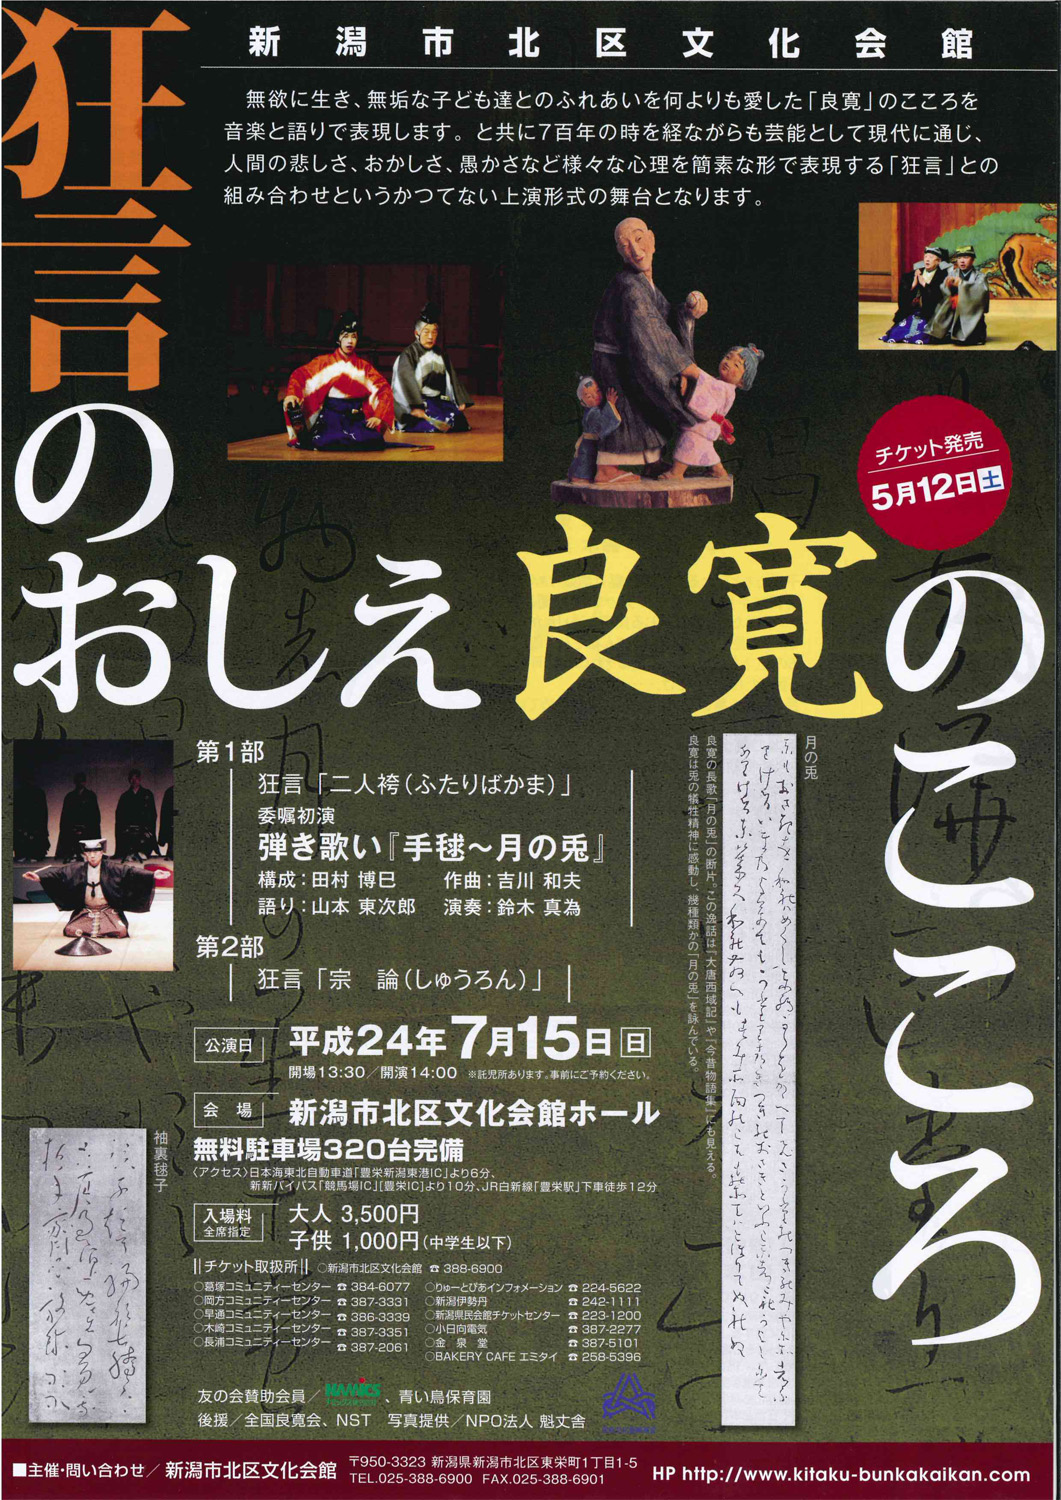 新潟市北区文化会館
無欲に生き、無垢な子ども達とのふれあいを何よりも愛した「良寛」のこころを
音楽と語りで表現します。と共に7百年の時を経ながらも芸能として現代に通じ、
人間の悲しさ、おかしさ、愚かさなど様々な心理を簡素な形で表現する「狂言」との
組み合わせというかつてない上演形式の舞台となります。
狂言の
おしえ
良寛の
こころ
チケット発売
5月12日土
第1部
狂言「二人袴(ふたりばかま)」
委嘱初演
弾き歌い『手毬〜月の兎』
構成:田村 博巳 作曲:吉川 和夫
語り:山本 東次郎 演奏:鈴木 真為
第2部
狂言「宗 論(しゅうろん)」
月の兎
良寛の長歌「月の兎」の断片。この逸話は『大唐西域記』や『今昔物語集』にも見える。
良寛は兎の犠牲精神に感動し、幾種類かの「月の兎」を詠んでいる。
公演日 平成24年7月15日日
開場13:30/開演14:00 ※託児所あります。事前にご予約ください。
会 場 新潟市北区文化会館ホール
無料駐車場320台完備
〈アクセス〉日本海東北自動車道「豊栄新潟東港IC」より6分、
新新バイパス「競馬場IC」[豊栄IC]より10分、JR白新線「豊栄駅」下車徒歩12分
袖裏毬子
入場料 全席指定
大人 3,500円
子供 1,000円(中学生以下)
||チケット取扱所|| ○新潟市北区文化会館 ☎388-6900
○葛塚コミュニティーセンター ☎384-6077
○岡方コミュニティーセンター ☎387-3331
○早通コミュニティーセンター ☎386-3339
○木崎コミュニティーセンター ☎387-3351
○長浦コミュニティーセンター ☎387-2061
○りゅーとぴあインフォメーション ☎224-5622
○新潟伊勢丹 ☎242-1111
○新潟県民会館チケットセンター ☎223-1200
○小日向電気 ☎387-2277
○金 泉 堂 ☎387-5101
○BAKERY CAFE エミタイ ☎258-5396
友の会賛助会員/NAMICS、青い鳥保育園
後援/全国良寛会、NST 写真提供/NPO法人 魁文舎
■主催・問い合わせ/新潟市北区文化会館
〒950-3323 新潟県新潟市北区東栄町1丁目1-5
TEL.025-388-6900 FAX.025-388-6901
HP http://www.kitaku-bunkakaikan.com